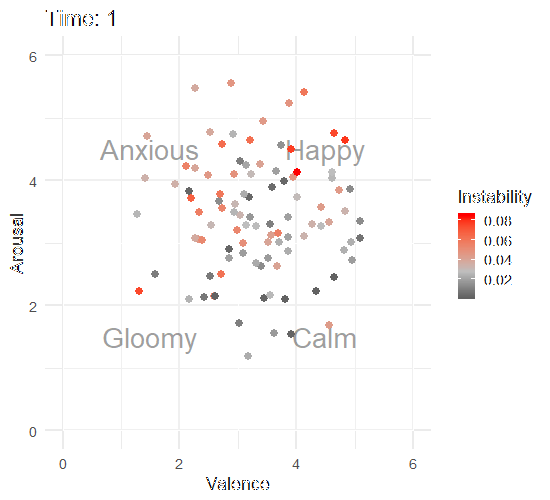 Time: 1
6
4
2
0
Arousal
Anxious
Happy
Gloomy
Calm
0
2
4
6
Valence
Instability
0.08
0.06
0.04
0.02